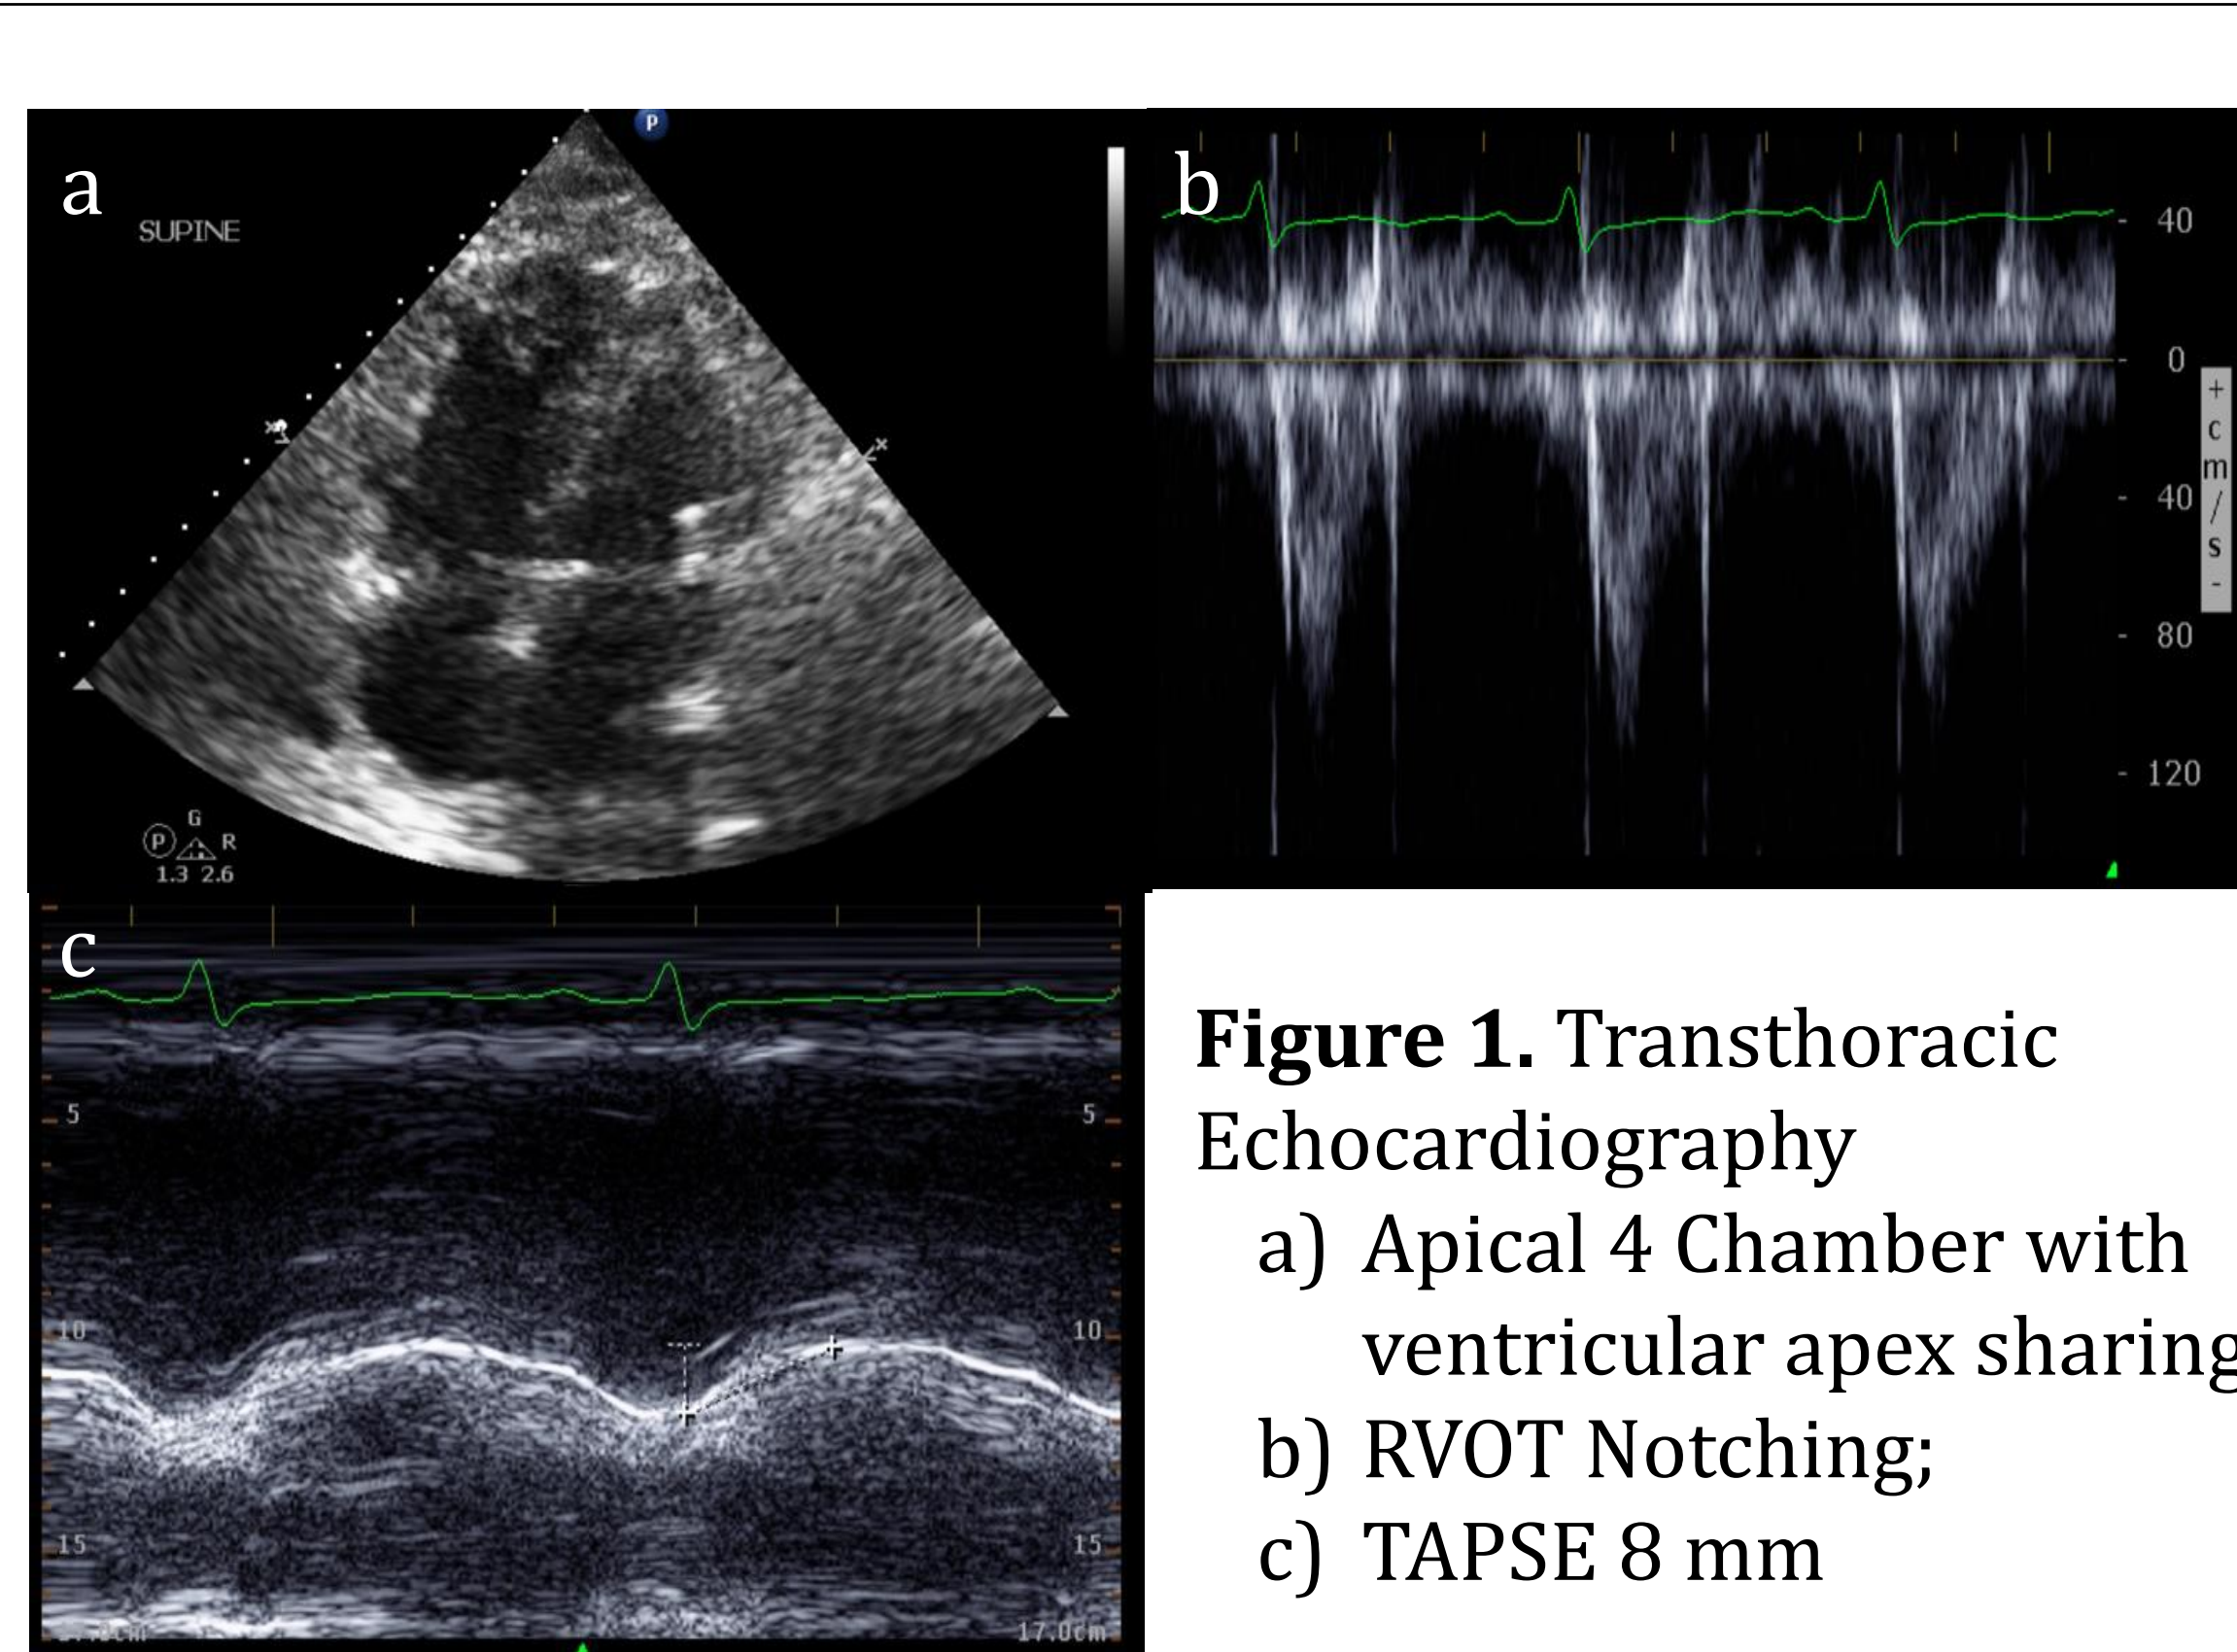 a
P
SUPINE
G
P R
1.3 2.6
b
40
0
+
c
m
/
s
-
40
80
120
c
5 5
10 10
15 15
17.0cm
Figure 1. Transthoracic
Echocardiography
a) Apical 4 Chamber with
ventricular apex sharing
b) RVOT Notching;
c) TAPSE 8 mm